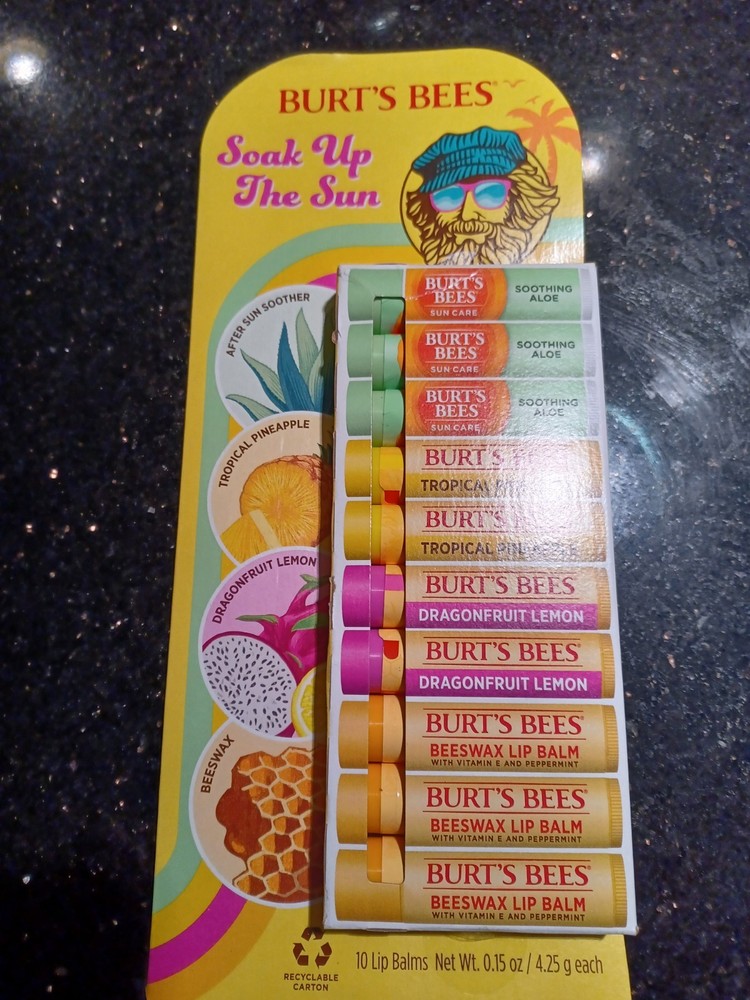 BURT'S BEES
Soak Up
The Sun
AFTER SUN SOOTHER
TROPICAL PINEAPPLE
DRAGONFRUIT LEMON
BEESWAX
BURT'S
BEES
SUN CARE
SOOTHING
ALOE
BURT'S
BEES
SUN CARE
SOOTHING
ALOE
BURT'S
BEES
SUN CARE
SOOTHING
ALOE
BURT'S
TROPICAL
BURT'S
TROPICAL PINEAPPLE
BURT'S BEES
DRAGONFRUIT LEMON
BURT'S BEES
DRAGONFRUIT LEMON
BURT'S BEES
BEESWAX LIP BALM
WITH VITAMIN E AND PEPPERMINT
BURT'S BEES
BEESWAX LIP BALM
WITH VITAMIN E AND PEPPERMINT
BURT'S BEES
BEESWAX LIP BALM
WITH VITAMIN E AND PEPPERMINT
RECYCLABLE
CARTON
10 Lip Balms Net Wt. 0.15 oz / 4.25 g each